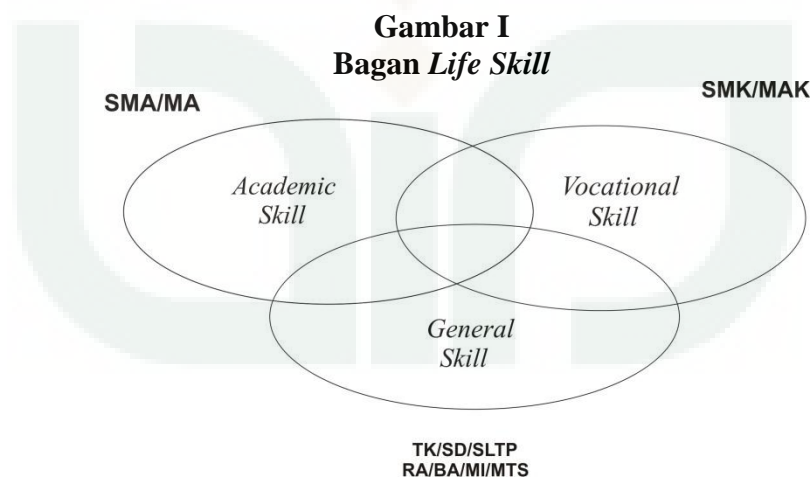 Gambar I
Bagan Life Skill
SMA/MA
SMK/MAK
Academic
Skill
Vocational
Skill
General
Skill
TK/SD/SLTP
RA/BA/MI/MTS